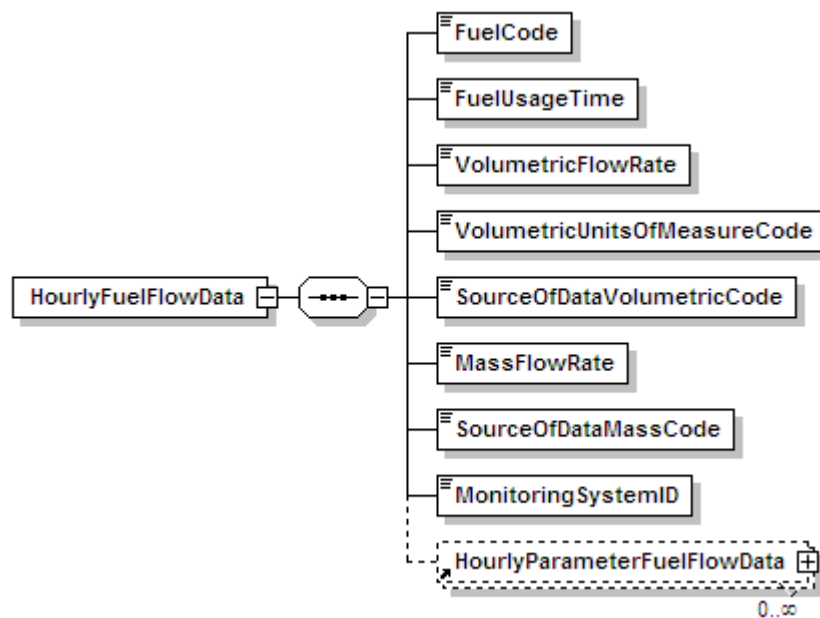 FuelCode
FuelUsageTime
VolumetricFlowRate
VolumetricUnitsOfMeasureCode
HourlyFuelFlowData
SourceOfDataVolumetricCode
MassFlowRate
SourceOfDataMassCode
MonitoringSystemID
HourlyParameterFuelFlowData
0..∞